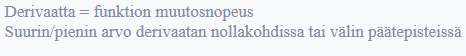 Derivaatta = funktion muutosnopeus
Suurin/pienin arvo derivaatan nollakohdissa tai välin päätepisteissä